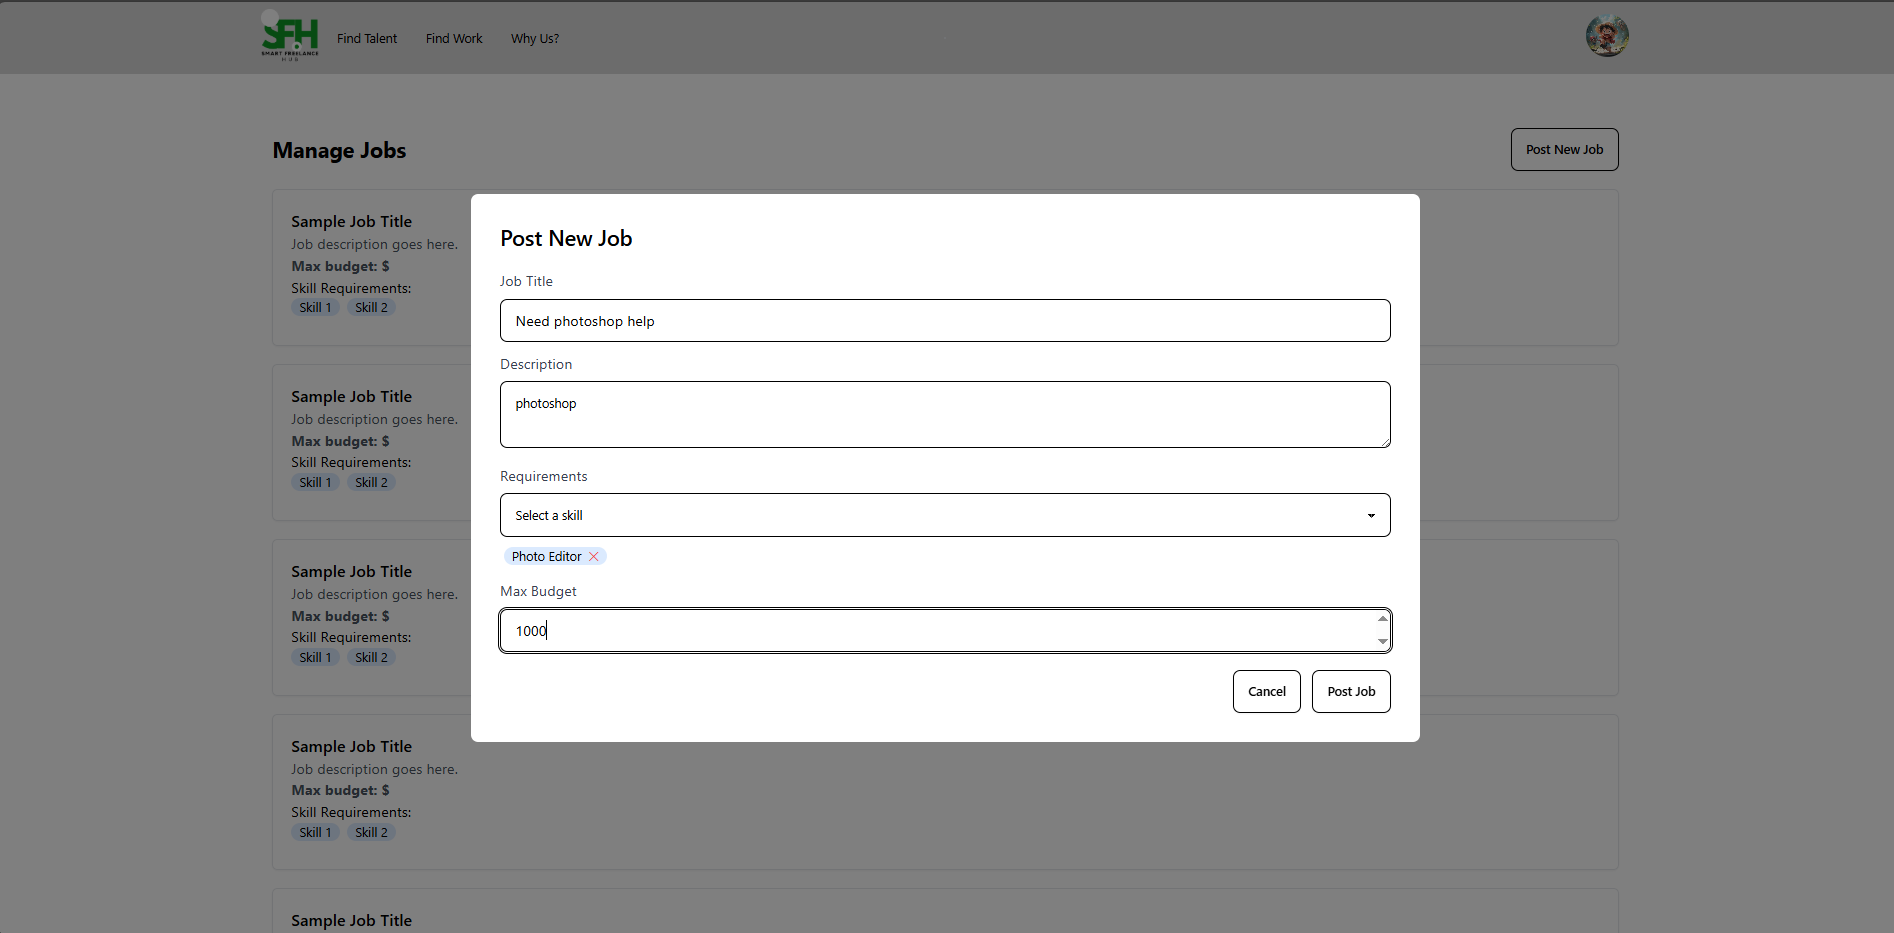 SFH
SMART FREELANCE
HUB
Find Talent
Find Work
Why Us?
Manage Jobs
Post New Job
Sample Job Title
Job description goes here.
Max budget: $
Skill Requirements:
Skill 1 Skill 2
Sample Job Title
Job description goes here.
Max budget: $
Skill Requirements:
Skill 1 Skill 2
Sample Job Title
Job description goes here.
Max budget: $
Skill Requirements:
Skill 1 Skill 2
Sample Job Title
Job description goes here.
Max budget: $
Skill Requirements:
Skill 1 Skill 2
Sample Job Title
Post New Job
Job Title
Need photoshop help
Description
photoshop
Requirements
Select a skill
Photo Editor
Max Budget
1000
Cancel
Post Job